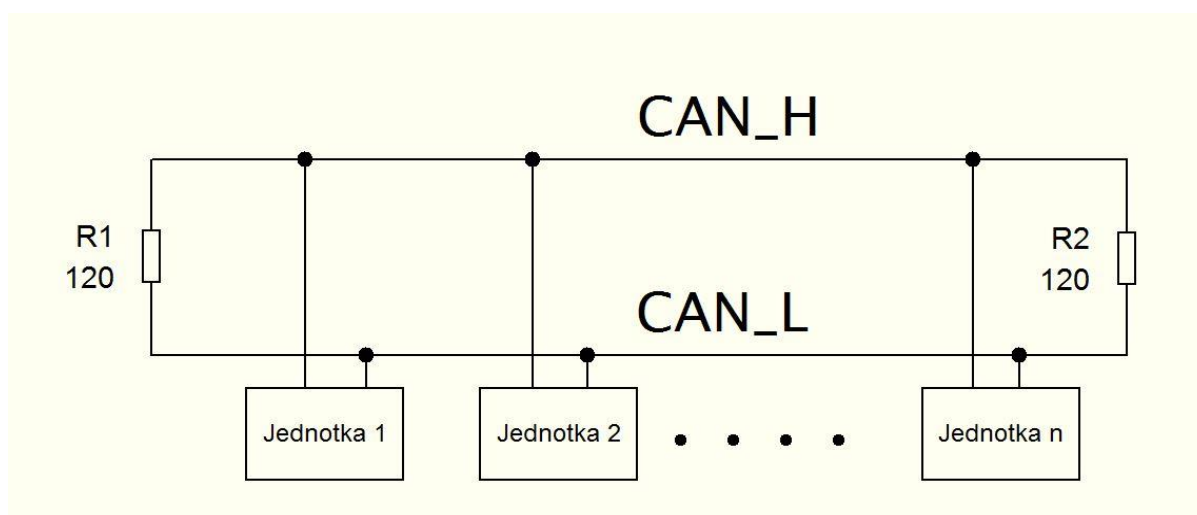 CAN_H
R1
120
R2
120
CAN_L
Jednotka 1
Jednotka 2
Jednotka n